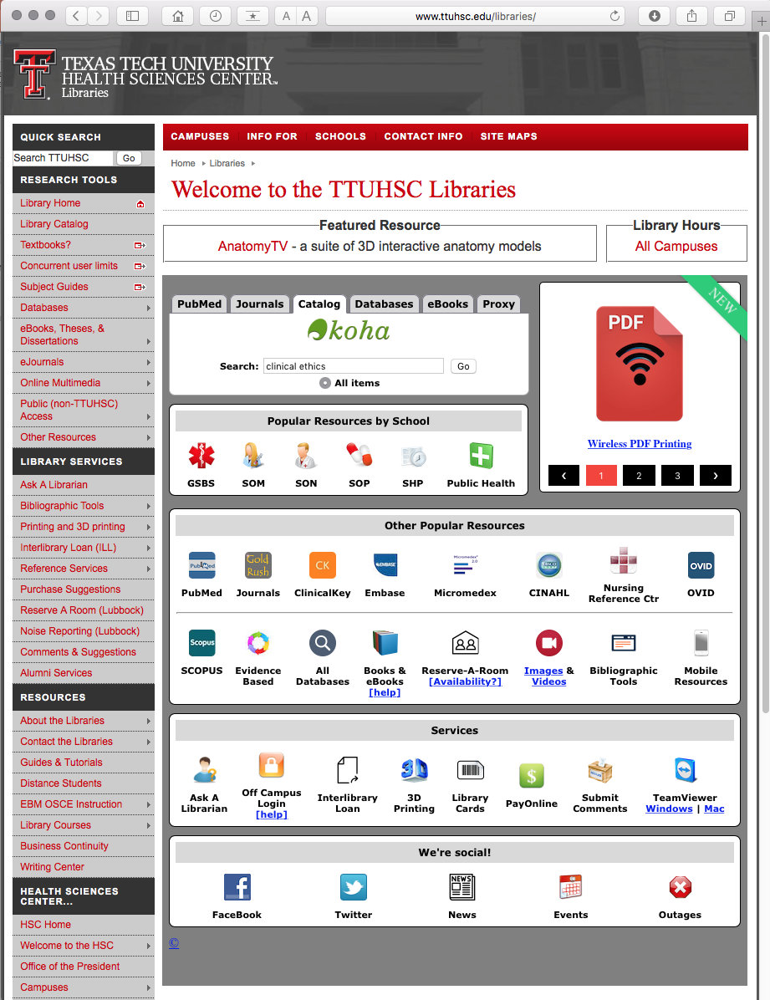 A A
www.ttuhsc.edu/libraries/
TEXAS TECH UNIVERSITY
HEALTH SCIENCES CENTER™
Libraries
QUICK SEARCH
Search TTUHSC Go
RESEARCH TOOLS
Library Home
Library Catalog
Textbooks?
Concurrent user limits
Subject Guides
Databases
eBooks, Theses, &
Dissertations
eJournals
Online Multimedia
Public (non-TTUHSC)
Access
Other Resources
LIBRARY SERVICES
Ask A Librarian
Bibliographic Tools
Printing and 3D printing
Interlibrary Loan (ILL)
Reference Services
Purchase Suggestions
Reserve A Room (Lubbock)
Noise Reporting (Lubbock)
Comments & Suggestions
Alumni Services
RESOURCES
About the Libraries
Contact the Libraries
Guides & Tutorials
Distance Students
EBM OSCE Instruction
Library Courses
Business Continuity
Writing Center
HEALTH SCIENCES
CENTER...
HSC Home
Welcome to the HSC
Office of the President
Campuses
CAMPUSES INFO FOR SCHOOLS CONTACT INFO SITE MAPS
Home Libraries
Welcome to the TTUHSC Libraries
Featured Resource
AnatomyTV - a suite of 3D interactive anatomy models
Library Hours
All Campuses
PubMed Journals Catalog Databases eBooks Proxy
koha
Search: clinical ethics Go
All items
NEW
PDF
Wireless PDF Printing
‹ 1 2 3 ›
Popular Resources by School
GSBS SOM SON SOP SHP Public Health
Other Popular Resources
PubMed Gold Rush CK EMBASE Micromedex® 2.0 EBSCO HOST OVID
PubMed Journals ClinicalKey Embase Micromedex CINAHL Nursing Reference Ctr OVID
Scopus
SCOPUS Evidence Based All Databases Books & eBooks [help] Reserve-A-Room [Availability?] Images & Videos Bibliographic Tools Mobile Resources
Services
3D $
Ask A Librarian Off Campus Login [help] Interlibrary Loan 3D Printing Library Cards PayOnline Submit Comments TeamViewer Windows | Mac
We're social!
f NEWS
FaceBook Twitter News Events Outages
©